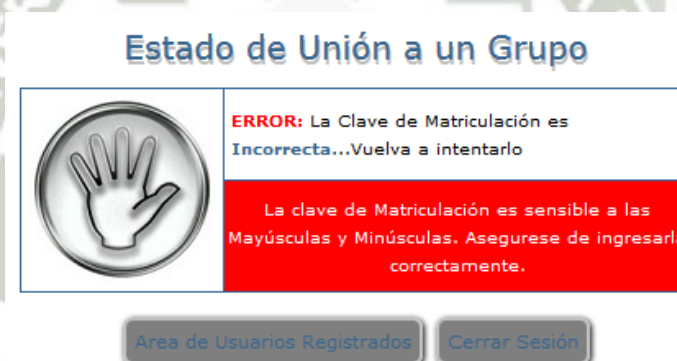 Estado de Unión a un Grupo
ERROR: La Clave de Matriculación es
Incorrecta...Vuelva a intentarlo
La clave de Matriculación es sensible a las
Mayúsculas y Minúsculas. Asegurese de ingresarla
correctamente.
Area de Usuarios Registrados Cerrar Sesión